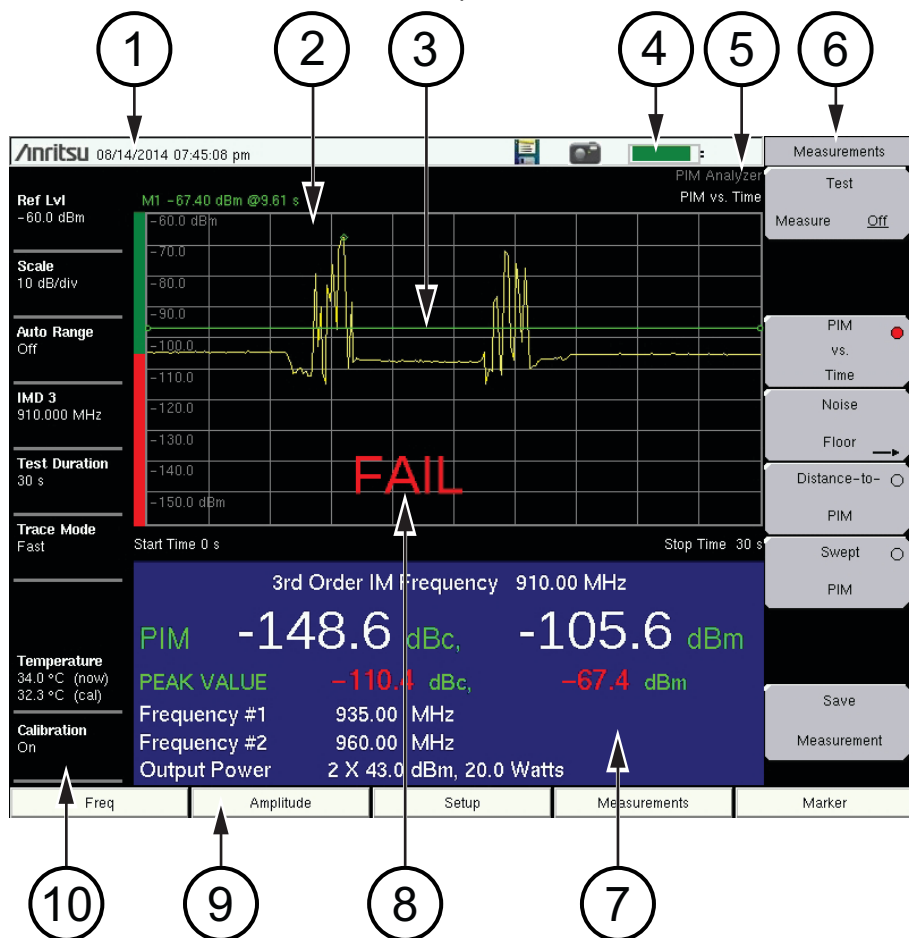 1
2
3
4
5
6
Anritsu 08/14/2014 07:45:08 pm
Measurements
PIM Analyzer
PIM vs. Time
Ref Lvl
-60.0 dBm
M1 -67.40 dBm @9.61 s
-60.0 dBm
-70.0
-80.0
-90.0
-100.0
-110.0
-120.0
-130.0
-140.0
-150.0 dBm
FAIL
Start Time 0 s
Stop Time 30 s
Scale
10 dB/div
Auto Range
Off
IMD 3
910.000 MHz
Test Duration
30 s
Trace Mode
Fast
Temperature
34.0 °C (now)
32.3 °C (cal)
Calibration
On
3rd Order IM Frequency 910.00 MHz
PIM -148.6 dBc, -105.6 dBm
PEAK VALUE -110.4 dBc, -67.4 dBm
Frequency #1 935.00 MHz
Frequency #2 960.00 MHz
Output Power 2 X 43.0 dBm, 20.0 Watts
Test
Measure Off
PIM
vs.
Time
Noise
Floor
Distance-to-
PIM
Swept
PIM
Save
Measurement
Freq
Amplitude
Setup
Measurements
Marker
10
9
8
7